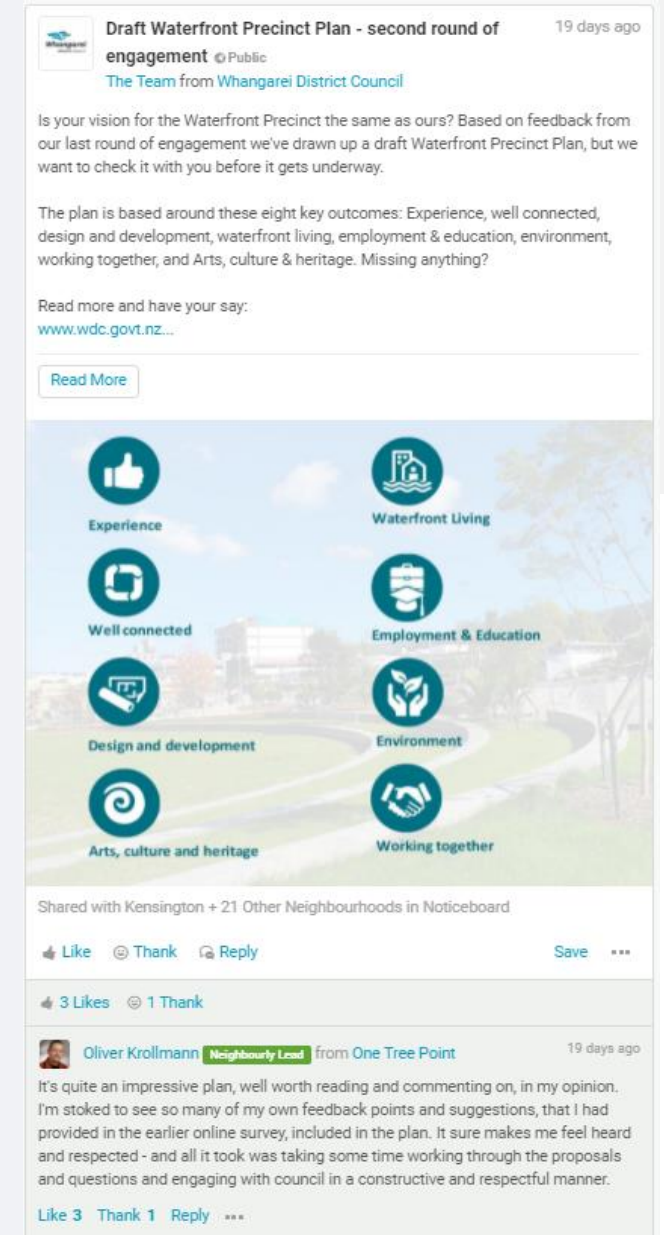 Whangarei
Draft Waterfront Precinct Plan - second round of
engagement Public
19 days ago
The Team from Whangarei District Council
Is your vision for the Waterfront Precinct the same as ours? Based on feedback from
our last round of engagement we've drawn up a draft Waterfront Precinct Plan, but we
want to check it with you before it gets underway.
The plan is based around these eight key outcomes: Experience, well connected,
design and development, waterfront living, employment & education, environment,
working together, and Arts, culture & heritage. Missing anything?
Read more and have your say:
www.wdc.govt.nz...
Read More
Experience
Waterfront Living
Well connected
Employment & Education
Design and development
Environment
Arts, culture and heritage
Working together
Shared with Kensington + 21 Other Neighbourhoods in Noticeboard
Like Thank Reply Save
3 Likes 1 Thank
Oliver Krollmann Neighbourly Lead from One Tree Point 19 days ago
It's quite an impressive plan, well worth reading and commenting on, in my opinion.
I'm stoked to see so many of my own feedback points and suggestions, that I had
provided in the earlier online survey, included in the plan. It sure makes me feel heard
and respected - and all it took was taking some time working through the proposals
and questions and engaging with council in a constructive and respectful manner.
Like 3 Thank 1 Reply